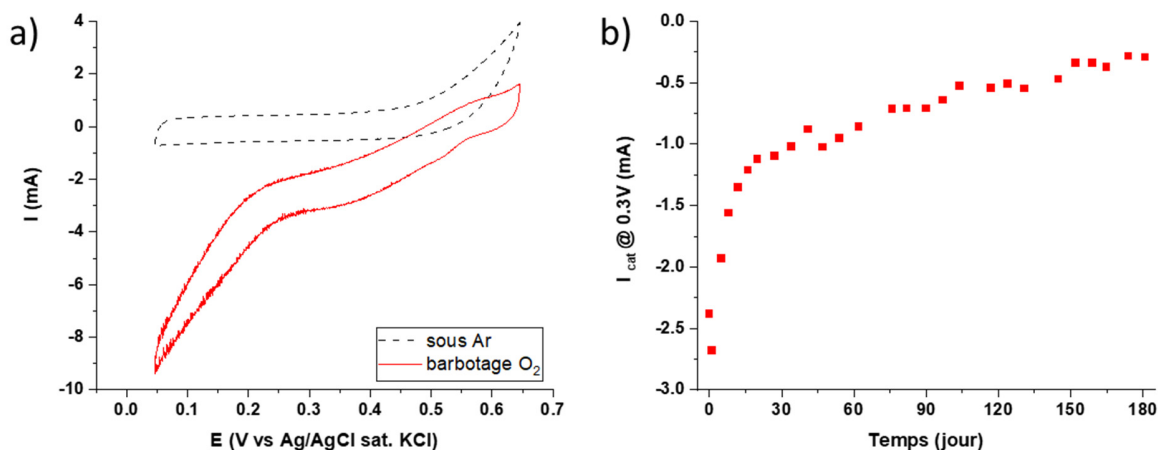 a)
4
2
0
-2
-4
-6
-8
-10
I (mA)
0.0 0.1 0.2 0.3 0.4 0.5 0.6 0.7
E (V vs Ag/AgCl sat. KCl)
sous Ar
barbotage O₂
b)
0.0
-0.5
-1.0
-1.5
-2.0
-2.5
-3.0
I cat @ 0.3V (mA)
0 30 60 90 120 150 180
Temps (jour)